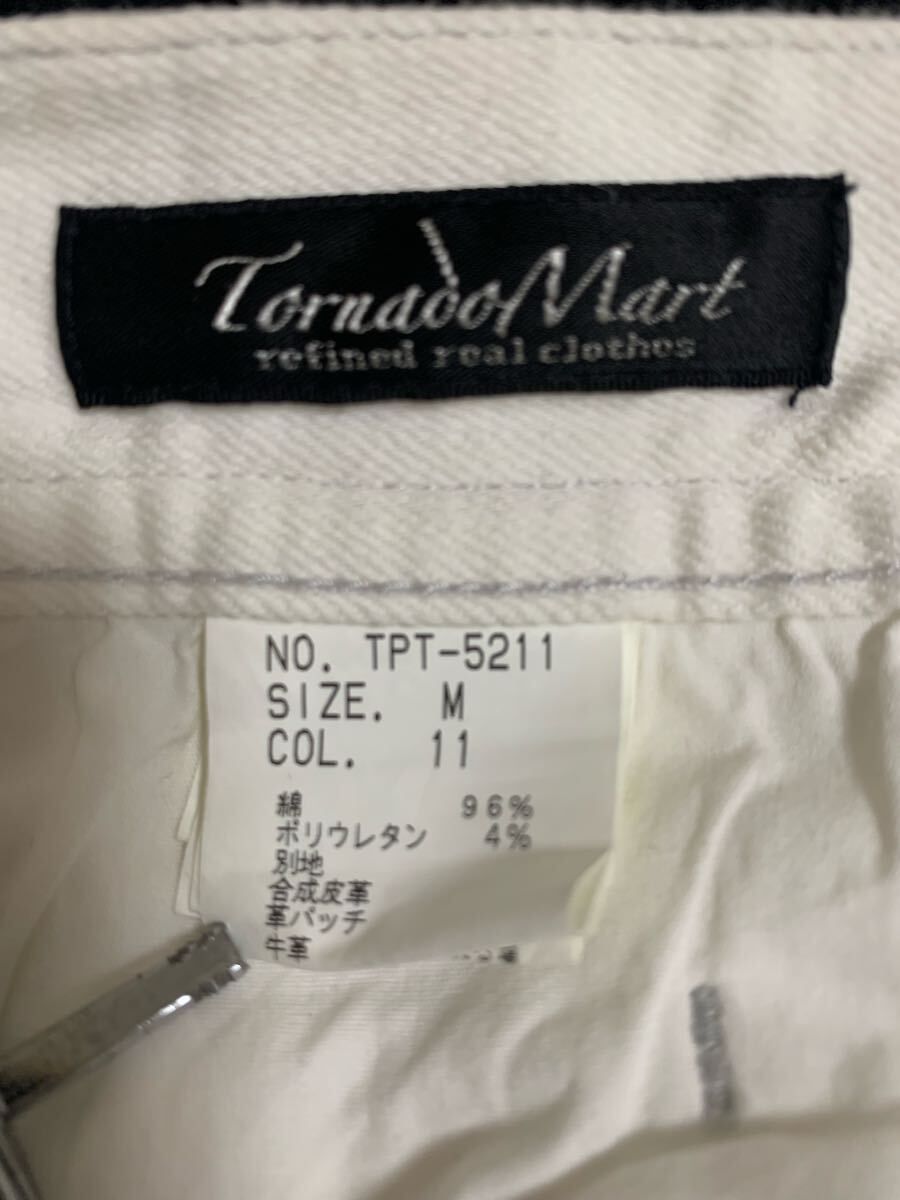 TornadoMart
refined real clothes
NO. TPT-5211
SIZE. M
COL. 11
綿 96%
ポリウレタン 4%
別地
合成皮革
革パッチ
牛革